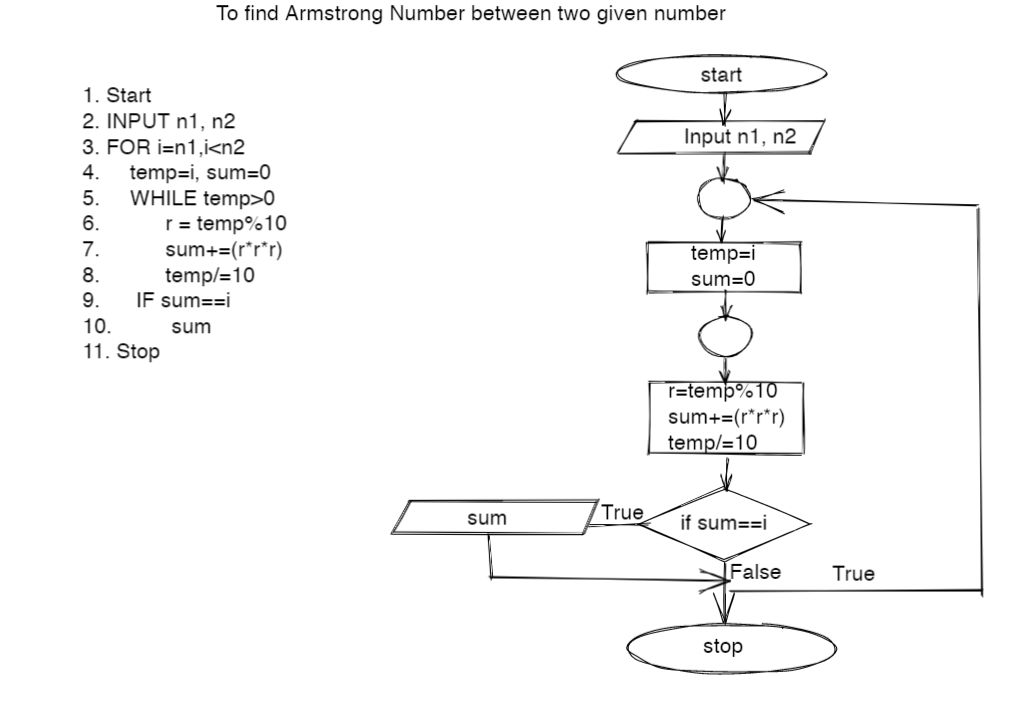 To find Armstrong Number between two given number
1. Start
2. INPUT n1, n2
3. FOR i=n1,i<n2
4. temp=i, sum=0
5. WHILE temp>0
6. r = temp%10
7. sum+=(r*r*r)
8. temp/=10
9. IF sum==i
10. sum
11. Stop
start
Input n1, n2
temp=i
sum=0
r=temp%10
sum+=(r*r*r)
temp/=10
if sum==i
True
sum
False
True
stop